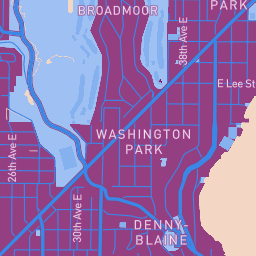 BROADMOOR
PARK
38th Ave E
E Lee St
WASHINGTON
PARK
26th Ave E
30th Ave E
DENNY-
BLAINE